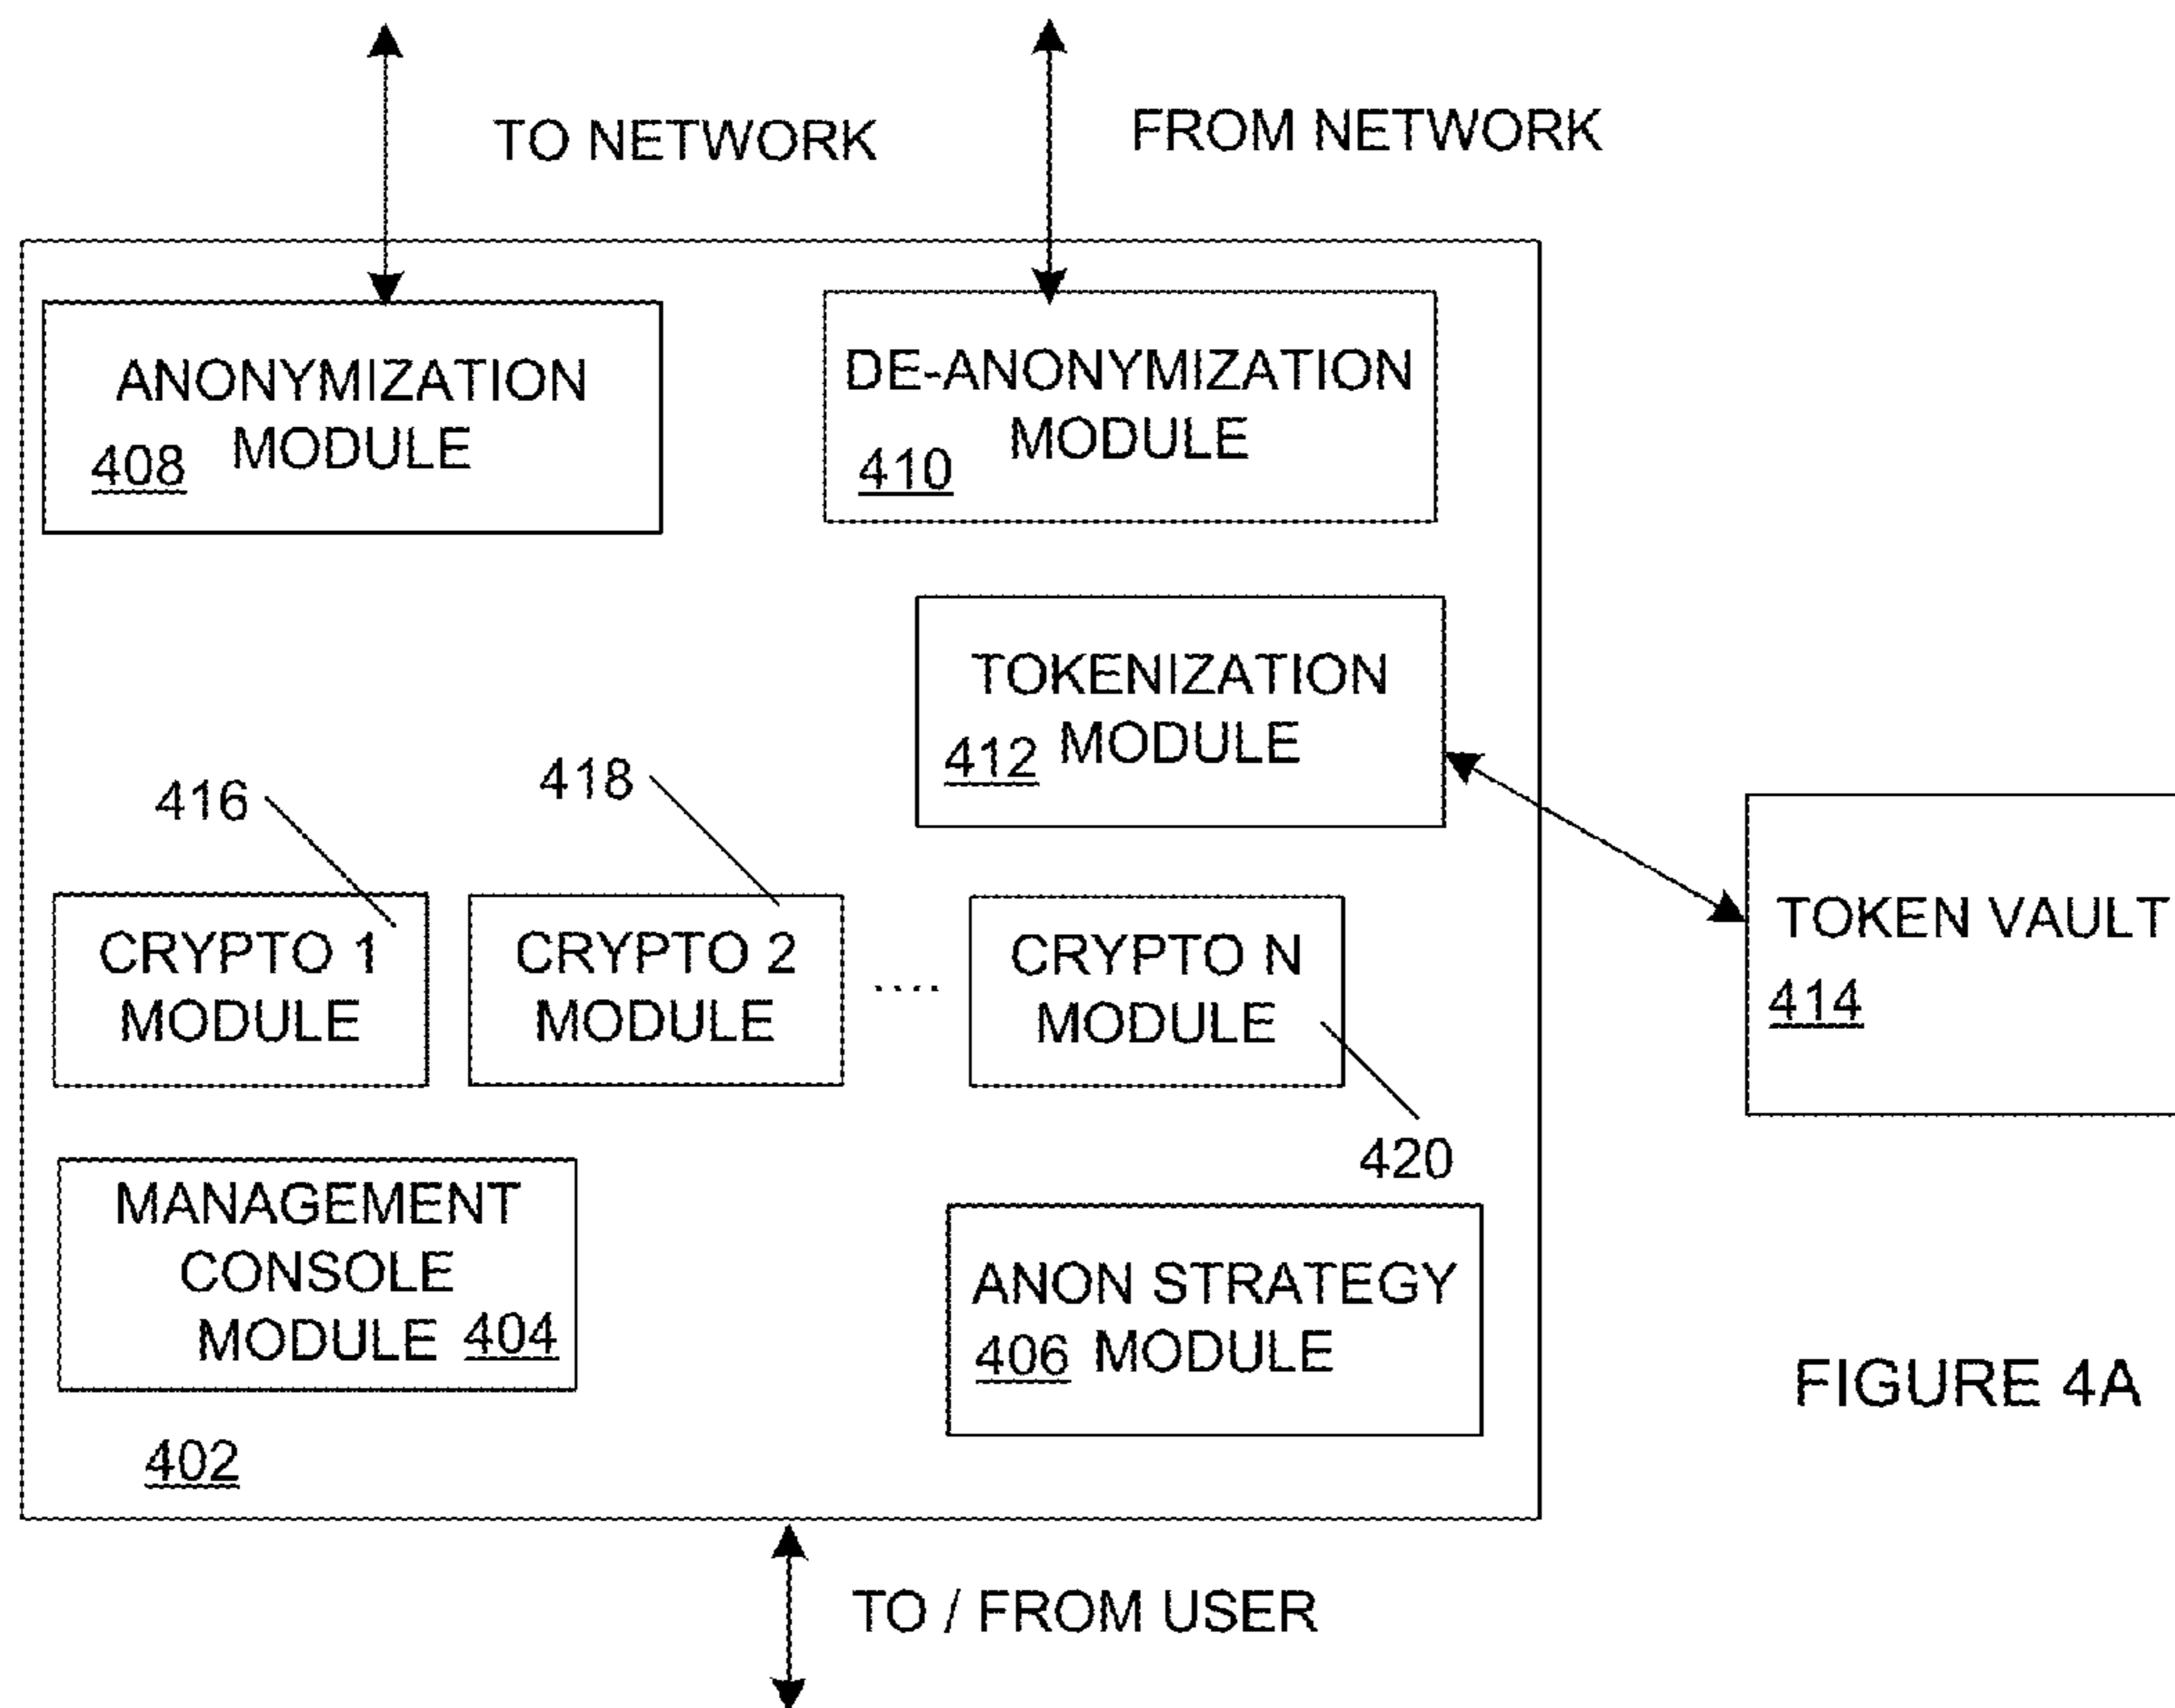 TO NETWORK
FROM NETWORK
ANONYMIZATION
MODULE
408
DE-ANONYMIZATION
MODULE
410
TOKENIZATION
MODULE
412
416
418
CRYPTO 1
MODULE
CRYPTO 2
MODULE
....
CRYPTO N
MODULE
420
TOKEN VAULT
414
MANAGEMENT
CONSOLE
MODULE 404
ANON STRATEGY
406 MODULE
402
FIGURE 4A
TO / FROM USER